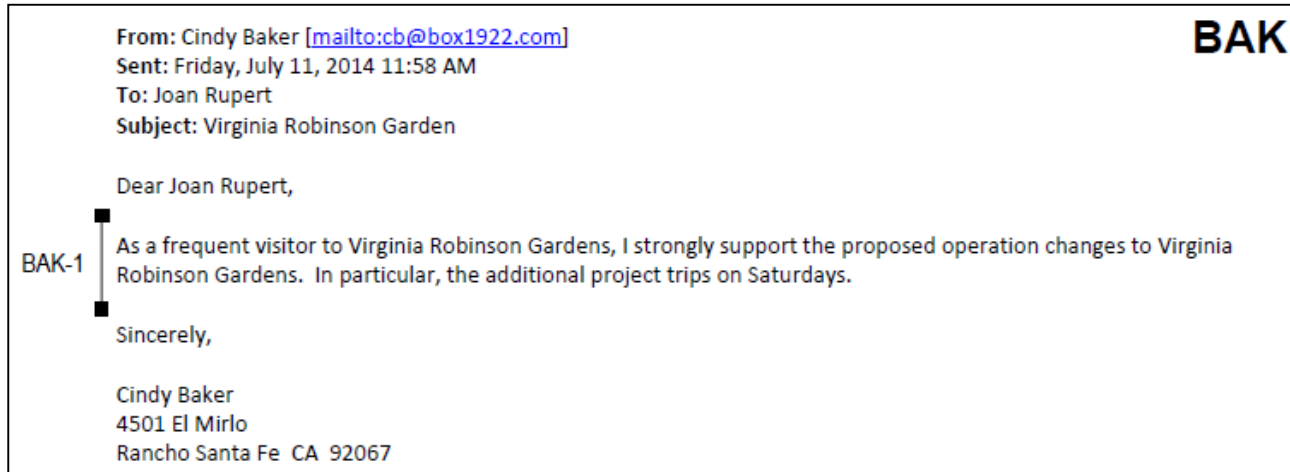 BAK
From: Cindy Baker [mailto:cb@box1922.com]
Sent: Friday, July 11, 2014 11:58 AM
To: Joan Rupert
Subject: Virginia Robinson Garden
Dear Joan Rupert,
BAK-1
As a frequent visitor to Virginia Robinson Gardens, I strongly support the proposed operation changes to Virginia
Robinson Gardens.  In particular, the additional project trips on Saturdays.
Sincerely,
Cindy Baker
4501 El Mirlo
Rancho Santa Fe  CA  92067